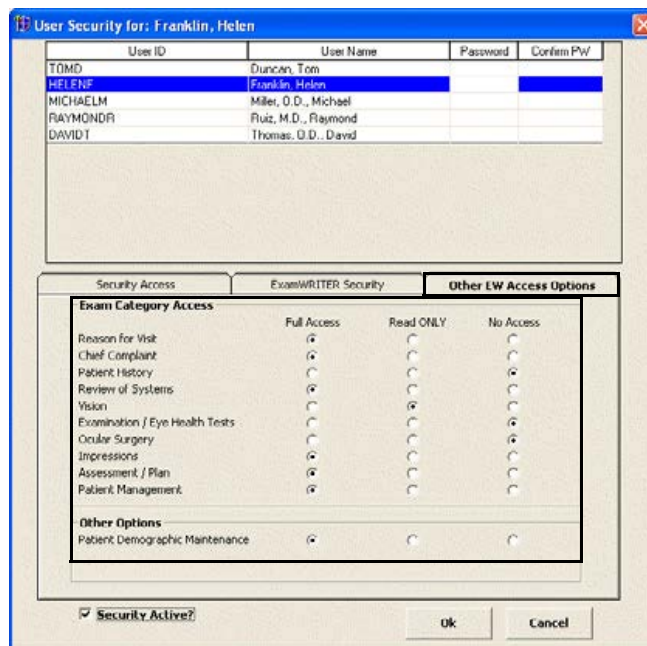 User Security for: Franklin, Helen
User ID User Name Password Confirm PW
TOMD Duncan, Tom
HELENF Franklin, Helen
MICHAELM Miller, O.D., Michael
RAYMONDR Ruiz, M.D., Raymond
DAVIDT Thomas, O.D., David
Security Access ExamWRITER Security Other EW Access Options
Exam Category Access
Full Access Read ONLY No Access
Reason for Visit
Chief Complaint
Patient History
Review of Systems
Vision
Examination / Eye Health Tests
Ocular Surgery
Impressions
Assessment / Plan
Patient Management
Other Options
Patient Demographic Maintenance
Security Active? Ok Cancel